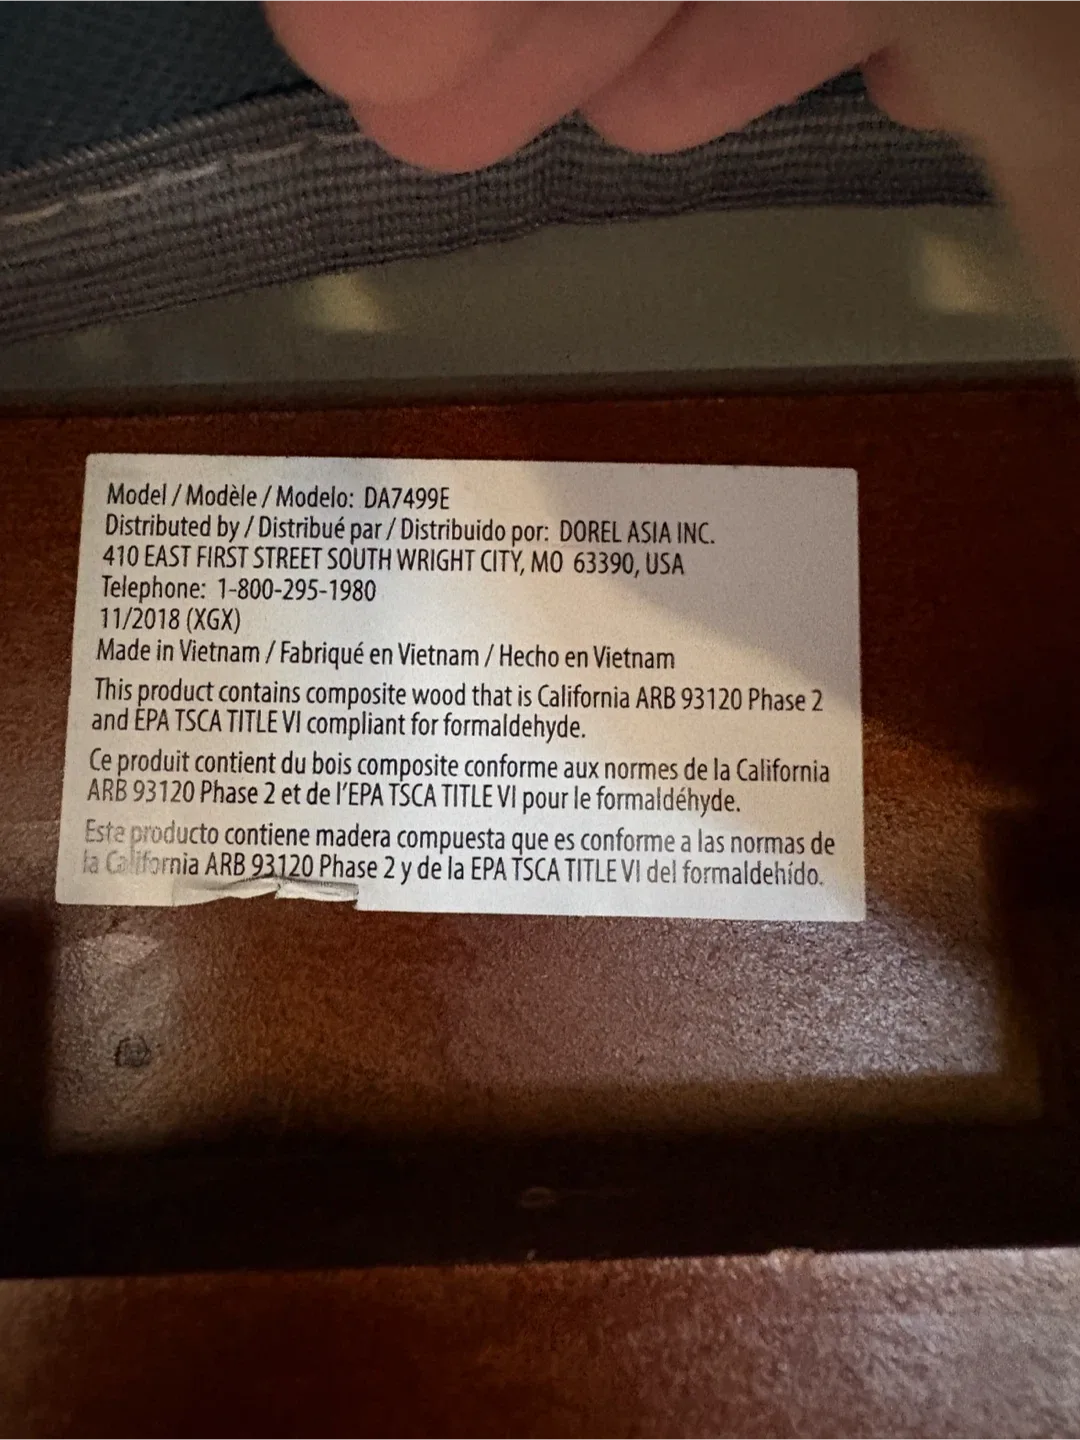 Model / Modèle / Modelo: DA7499E
Distributed by / Distribué par / Distribuido por: DOREL ASIA INC.
410 EAST FIRST STREET SOUTH WRIGHT CITY, MO 63390, USA
Telephone: 1-800-295-1980
11/2018 (XGX)
Made in Vietnam / Fabriqué en Vietnam / Hecho en Vietnam
This product contains composite wood that is California ARB 93120 Phase 2
and EPA TSCA TITLE VI compliant for formaldehyde.
Ce produit contient du bois composite conforme aux normes de la California
ARB 93120 Phase 2 et de l'EPA TSCA TITLE VI pour le formaldéhyde.
Este producto contiene madera compuesta que es conforme a las normas de
la California ARB 93120 Phase 2 y de la EPA TSCA TITLE VI del formaldehído.